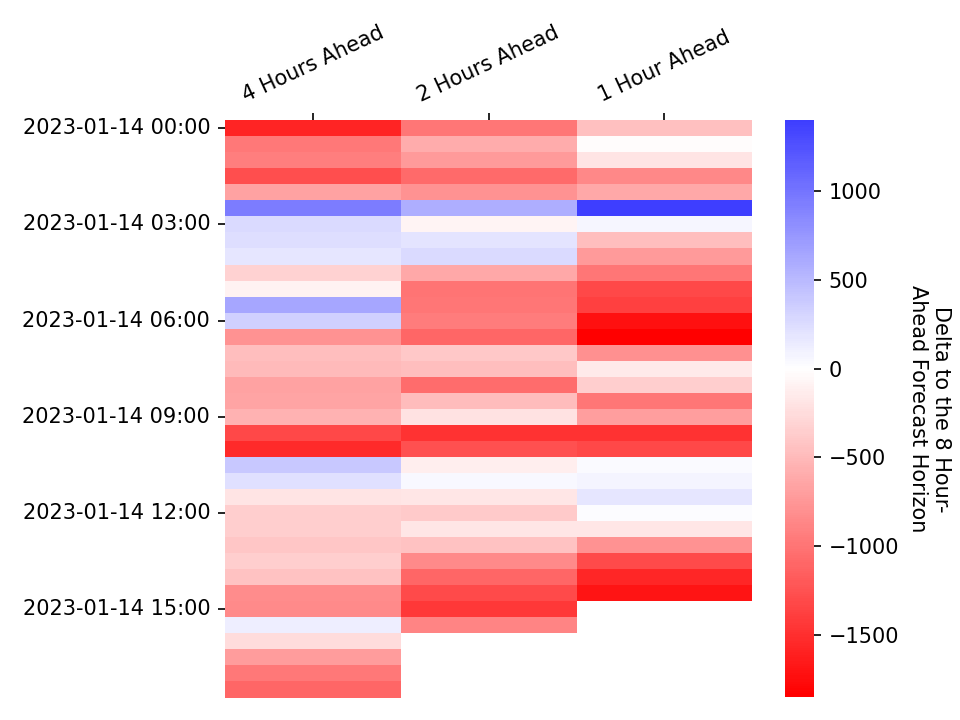 4 Hours Ahead
2 Hours Ahead
1 Hour Ahead
2023-01-14 00:00
2023-01-14 03:00
2023-01-14 06:00
2023-01-14 09:00
2023-01-14 12:00
2023-01-14 15:00
1000
500
0
−500
−1000
−1500
Delta to the 8 Hour-
Ahead Forecast Horizon